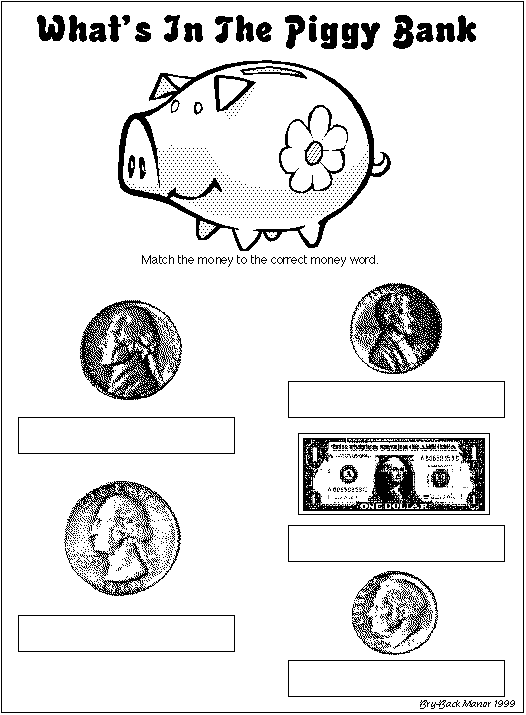 What's In The Piggy Bank
Match the money to the correct money word.
ONE DOLLAR
Bry-Back Manor 1999